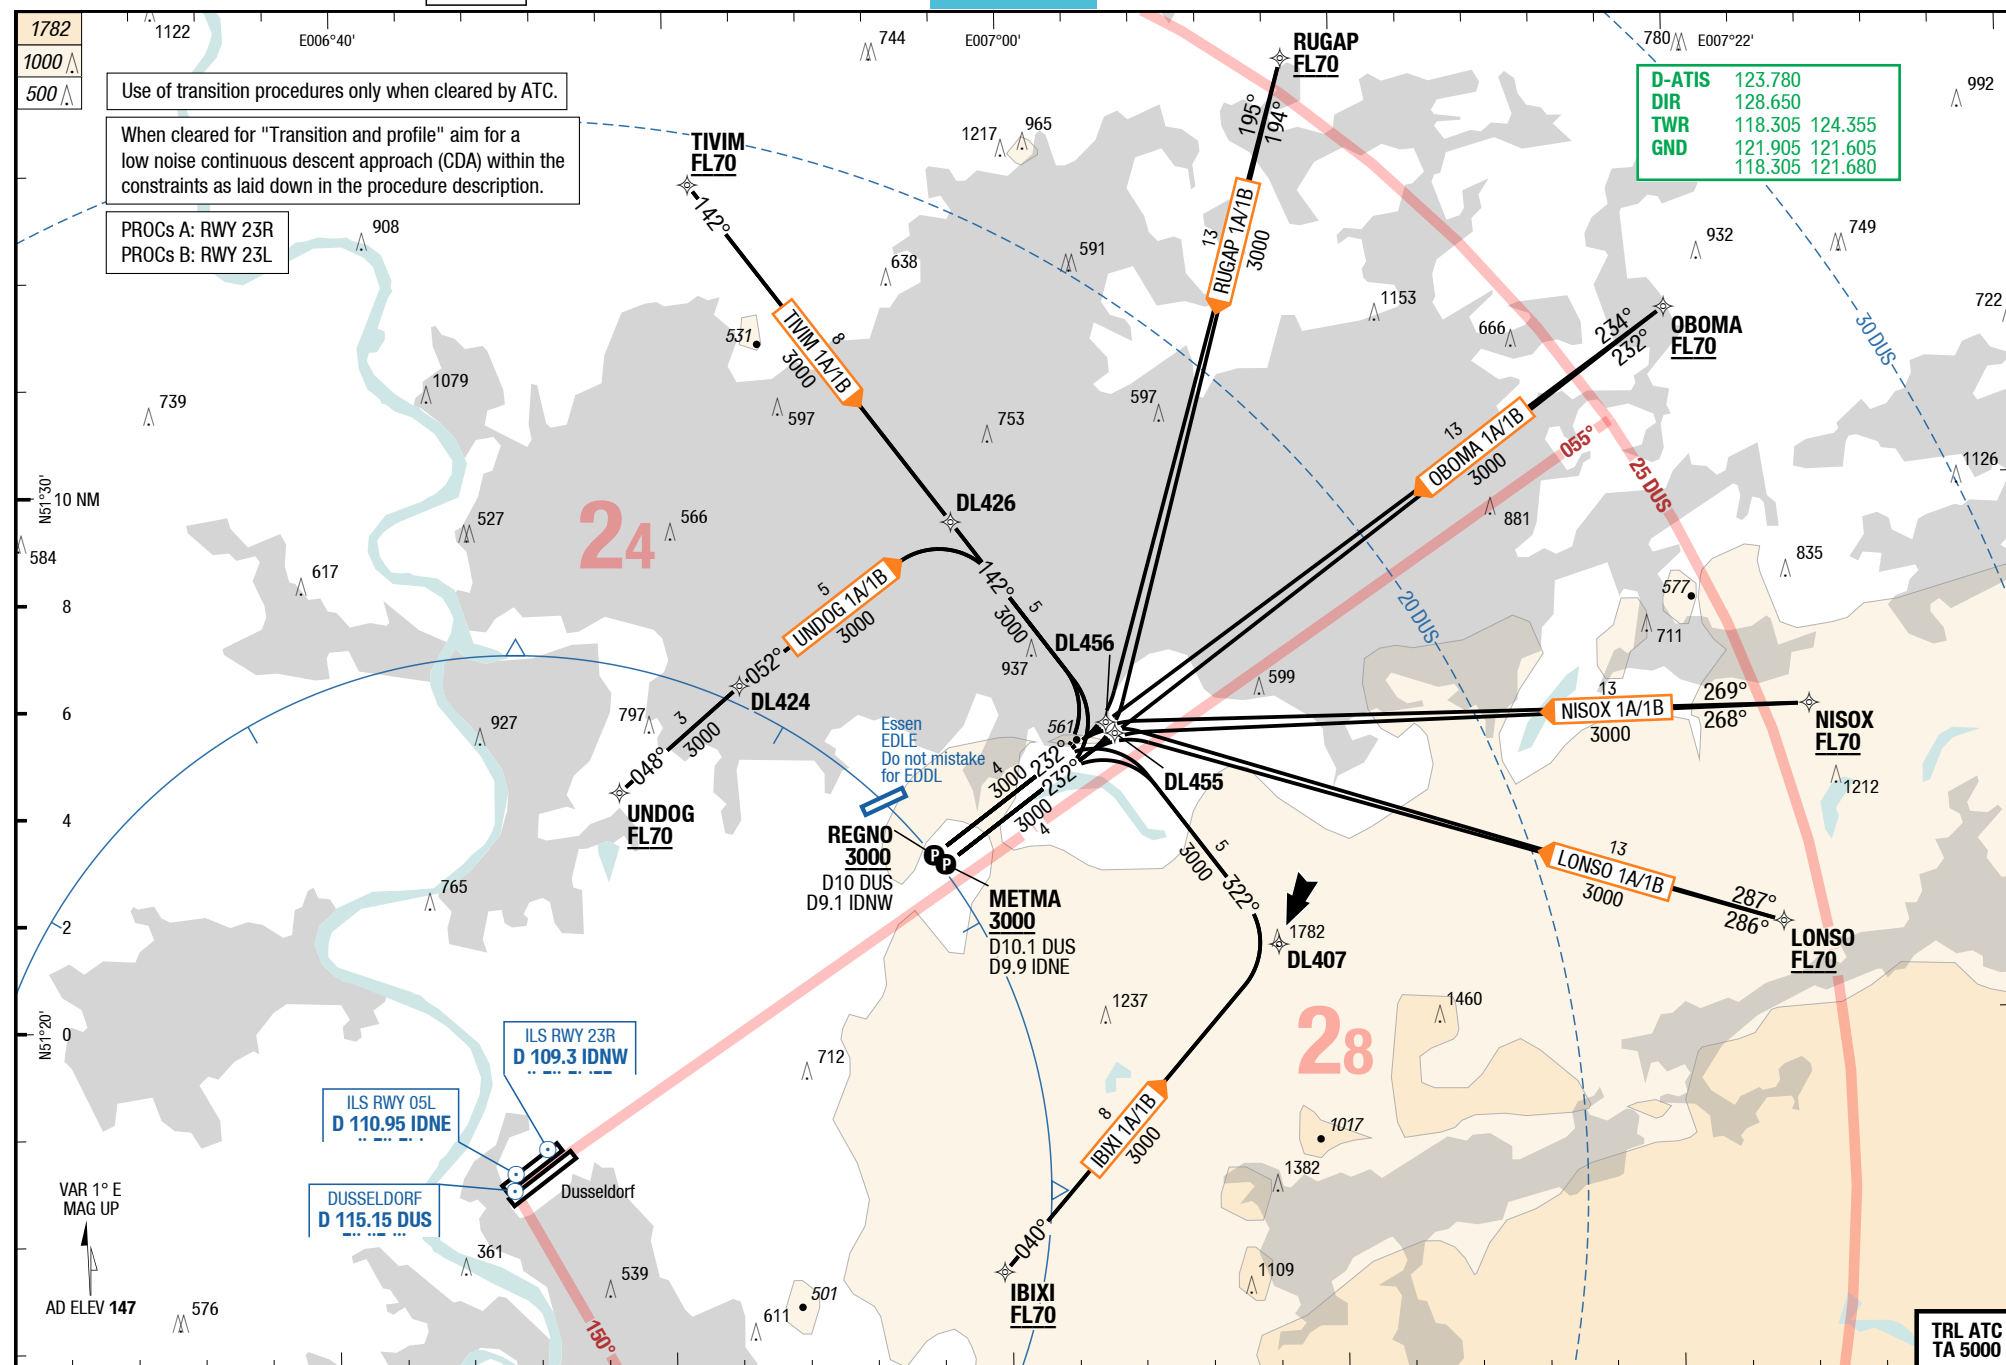 1782
1000
500
1122
E006°40'
744
E007°00'
RUGAP
FL70
780
E007°22'
992
Use of transition procedures only when cleared by ATC.
When cleared for "Transition and profile" aim for a
low noise continuous descent approach (CDA) within the
constraints as laid down in the procedure description.
PROCs A: RWY 23R
PROCs B: RWY 23L
D-ATIS 123.780
DIR 128.650
TWR 118.305 124.355
GND 121.905 121.605
118.305 121.680
TIVIM
FL70
142°
1217
965
195°
194°
908
638
591
13
RUGAP 1A/1B
3000
932
749
722
1153
666
234°
232°
OBOMA
FL70
30 DUS
531
8
TIVIM 1A/1B
3000
1079
739
597
753
597
13
OBOMA 1A/1B
3000
055°
25 DUS
1126
N51°30'
10 NM
DL426
24
527
566
881
584
617
835
5
UNDOG 1A/1B
3000
142°
5
3000
20 DUS
577
711
8
DL456
937
599
052°
DL424
3
3000
797
048°
927
6
UNDOG
FL70
561
13
NISOX 1A/1B
3000
269°
268°
NISOX
FL70
Essen
EDLE
Do not mistake
for EDDL
4
3000
232°
232°
3000
4
DL455
1212
4
REGNO
3000
D10 DUS
D9.1 IDNW
METMA
3000
D10.1 DUS
D9.9 IDNE
5
3000
322°
13
LONSO 1A/1B
3000
287°
286°
LONSO
FL70
765
2
1782
DL407
N51°20'
0
1237
28
1460
ILS RWY 23R
D 109.3 IDNW
712
ILS RWY 05L
D 110.95 IDNE
8
IBIXI 1A/1B
3000
1017
1382
DUSSELDORF
D 115.15 DUS
Dusseldorf
VAR 1° E
MAG UP
AD ELEV 147
361
539
040°
IBIXI
FL70
1109
576
150°
611
501
TRL ATC
TA 5000